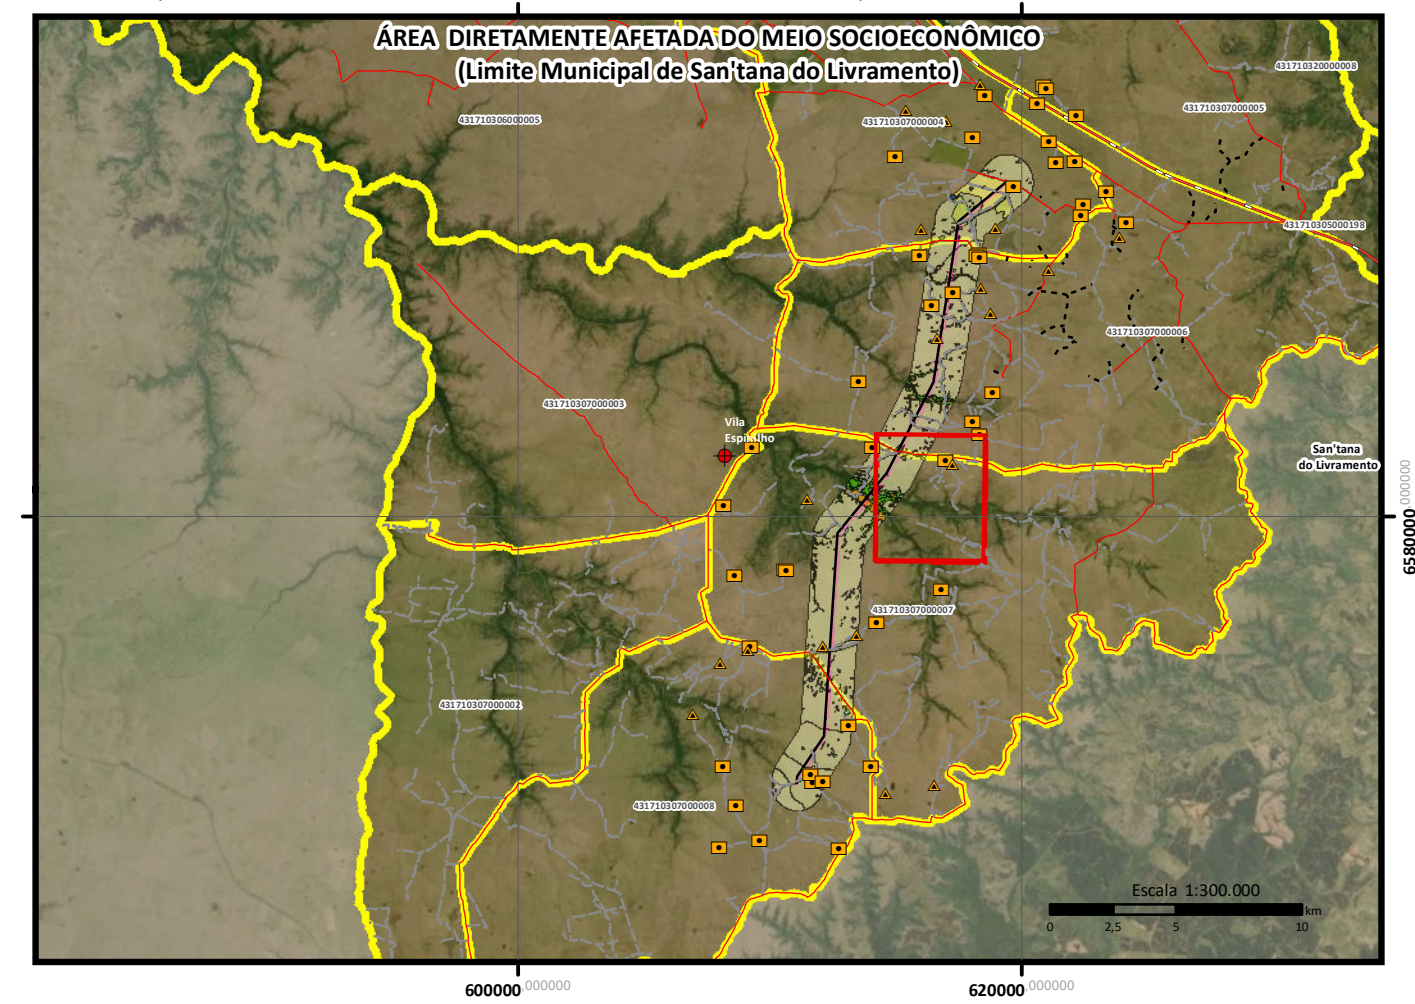 ÁREA DIRETAMENTE AFETADA DO MEIO SOCIOECONÔMICO
(Limite Municipal de San'tana do Livramento)
431710320000008
431710307000005
431710306000005
431710307000004
431710305000198
431710307000006
431710307000003
Vila
Espinilho
San'tana
do Livramento
6580000,000000
431710307000007
431710307000002
431710307000008
Escala 1:300.000
km
0 2,5 5 10
600000,000000
620000,000000